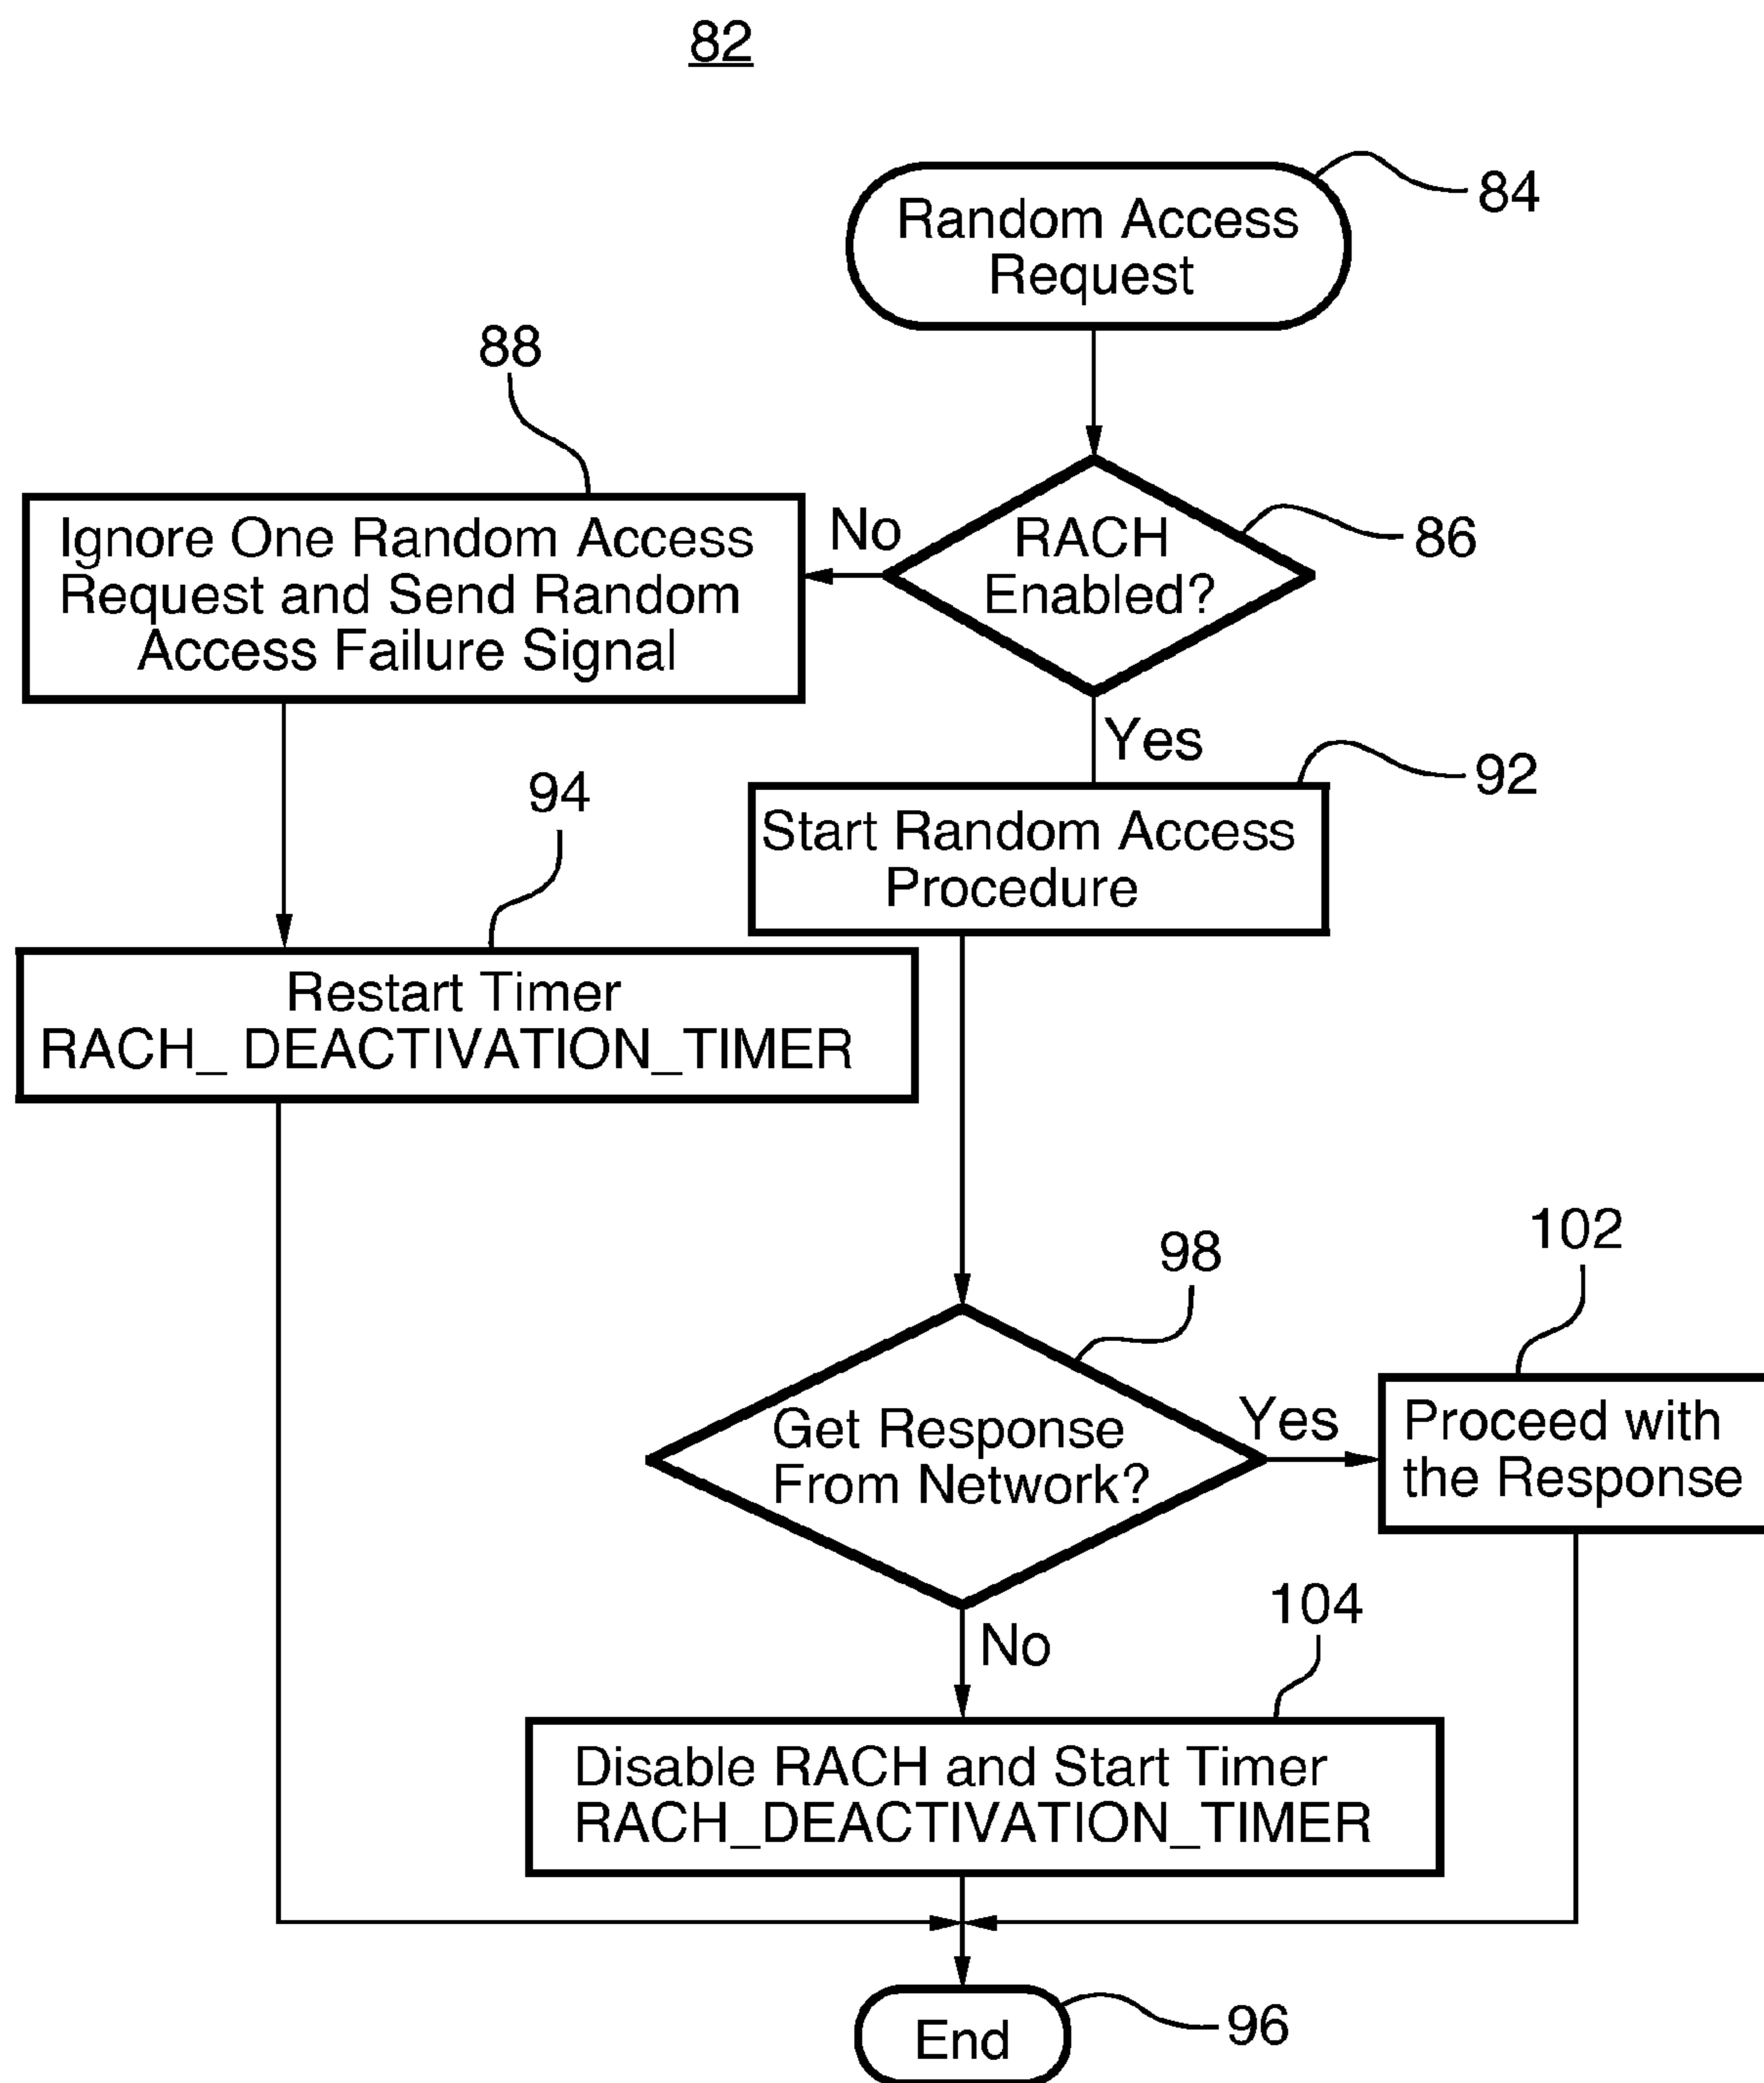 82
84
Random Access
Request
88
86
RACH
Enabled?
No
Ignore One Random Access
Request and Send Random
Access Failure Signal
Yes
92
94
Start Random Access
Procedure
Restart Timer
RACH_ DEACTIVATION_TIMER
98
102
Get Response
From Network?
Yes
Proceed with
the Response
No
104
Disable RACH and Start Timer
RACH_DEACTIVATION_TIMER
End
96